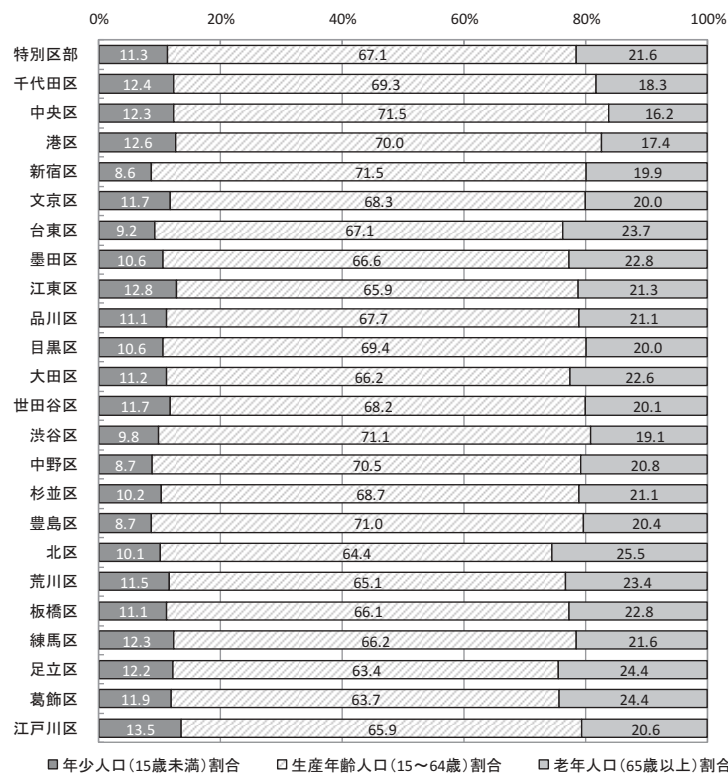 0% 20% 40% 60% 80% 100%
特別区部 11.3 67.1 21.6
千代田区 12.4 69.3 18.3
中央区 12.3 71.5 16.2
港区 12.6 70.0 17.4
新宿区 8.6 71.5 19.9
文京区 11.7 68.3 20.0
台東区 9.2 67.1 23.7
墨田区 10.6 66.6 22.8
江東区 12.8 65.9 21.3
品川区 11.1 67.7 21.1
目黒区 10.6 69.4 20.0
大田区 11.2 66.2 22.6
世田谷区 11.7 68.2 20.1
渋谷区 9.8 71.1 19.1
中野区 8.7 70.5 20.8
杉並区 10.2 68.7 21.1
豊島区 8.7 71.0 20.4
北区 10.1 64.4 25.5
荒川区 11.5 65.1 23.4
板橋区 11.1 66.1 22.8
練馬区 12.3 66.2 21.6
足立区 12.2 63.4 24.4
葛飾区 11.9 63.7 24.4
江戸川区 13.5 65.9 20.6
年少人口(15歳未満)割合 生産年齢人口(15～64歳)割合 老年人口(65歳以上)割合